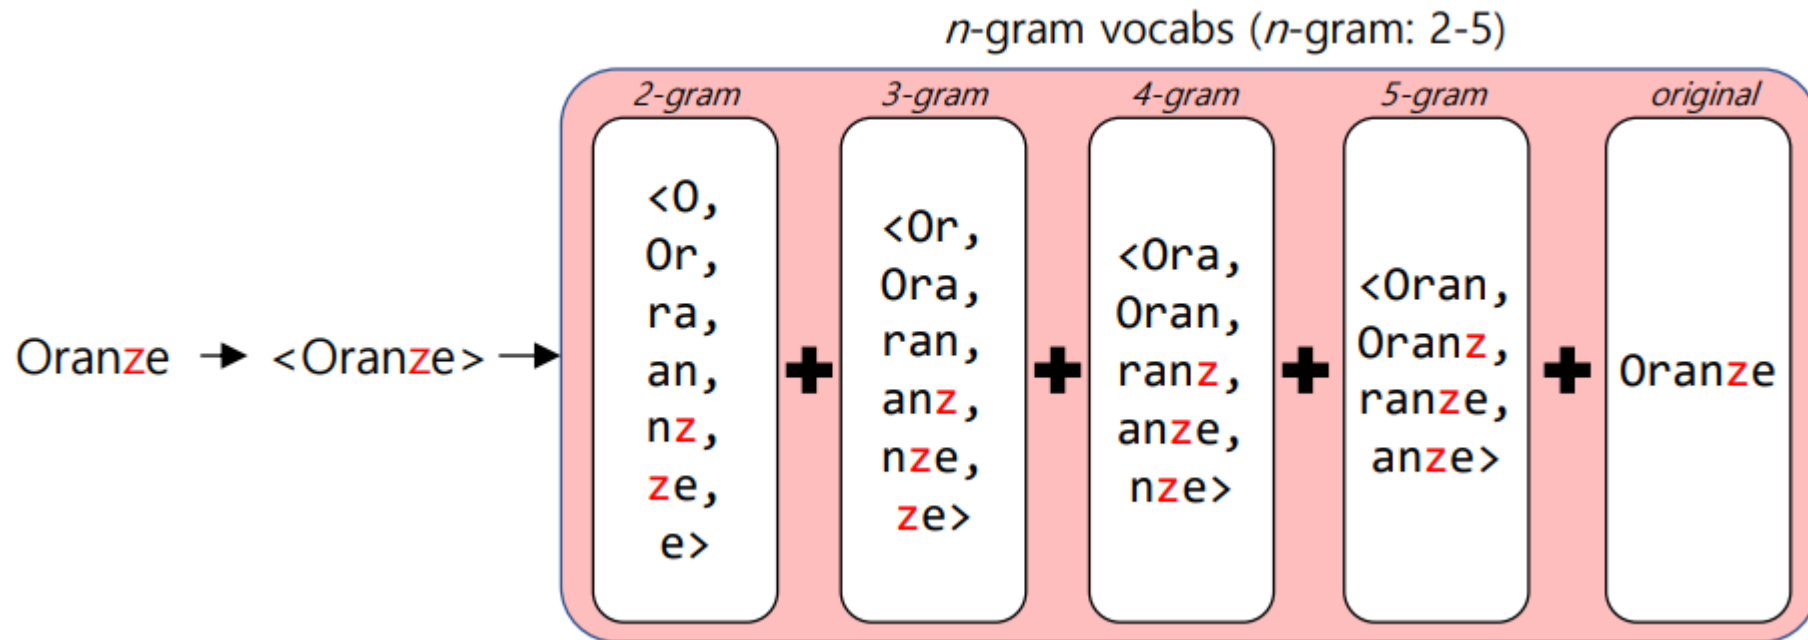 n-gram vocabs (n-gram: 2-5)
2-gram
<O,
Or,
ra,
an,
nz,
ze,
e>
3-gram
<Or,
Ora,
ran,
anz,
nze,
ze>
4-gram
<Ora,
Oran,
ranz,
anze,
nze>
5-gram
<Oran,
Oranz,
ranze,
anze>
original
Oranze
Oranze → <Oranze> →